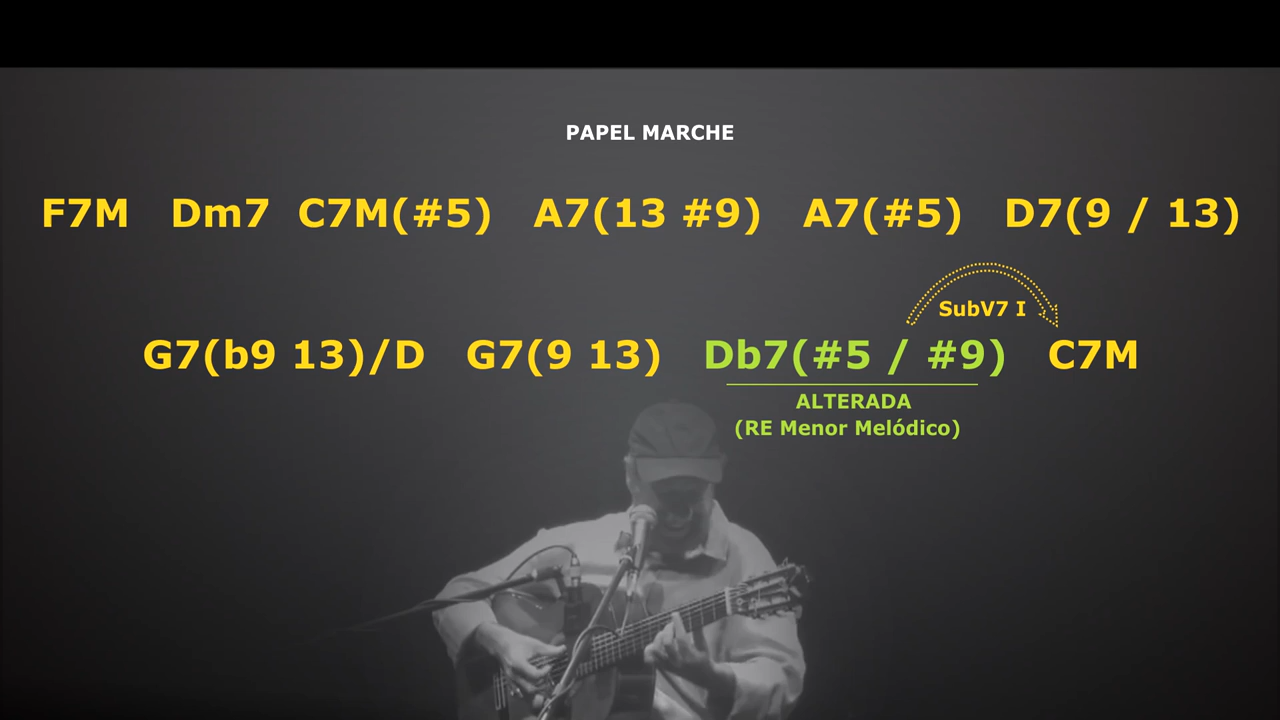 PAPEL MARCHE
F7M Dm7 C7M(#5) A7(13 #9) A7(#5) D7(9 / 13)
SubV7 I
G7(b9 13)/D G7(9 13) Db7(#5 / #9) C7M
ALTERADA
(RE Menor Melódico)